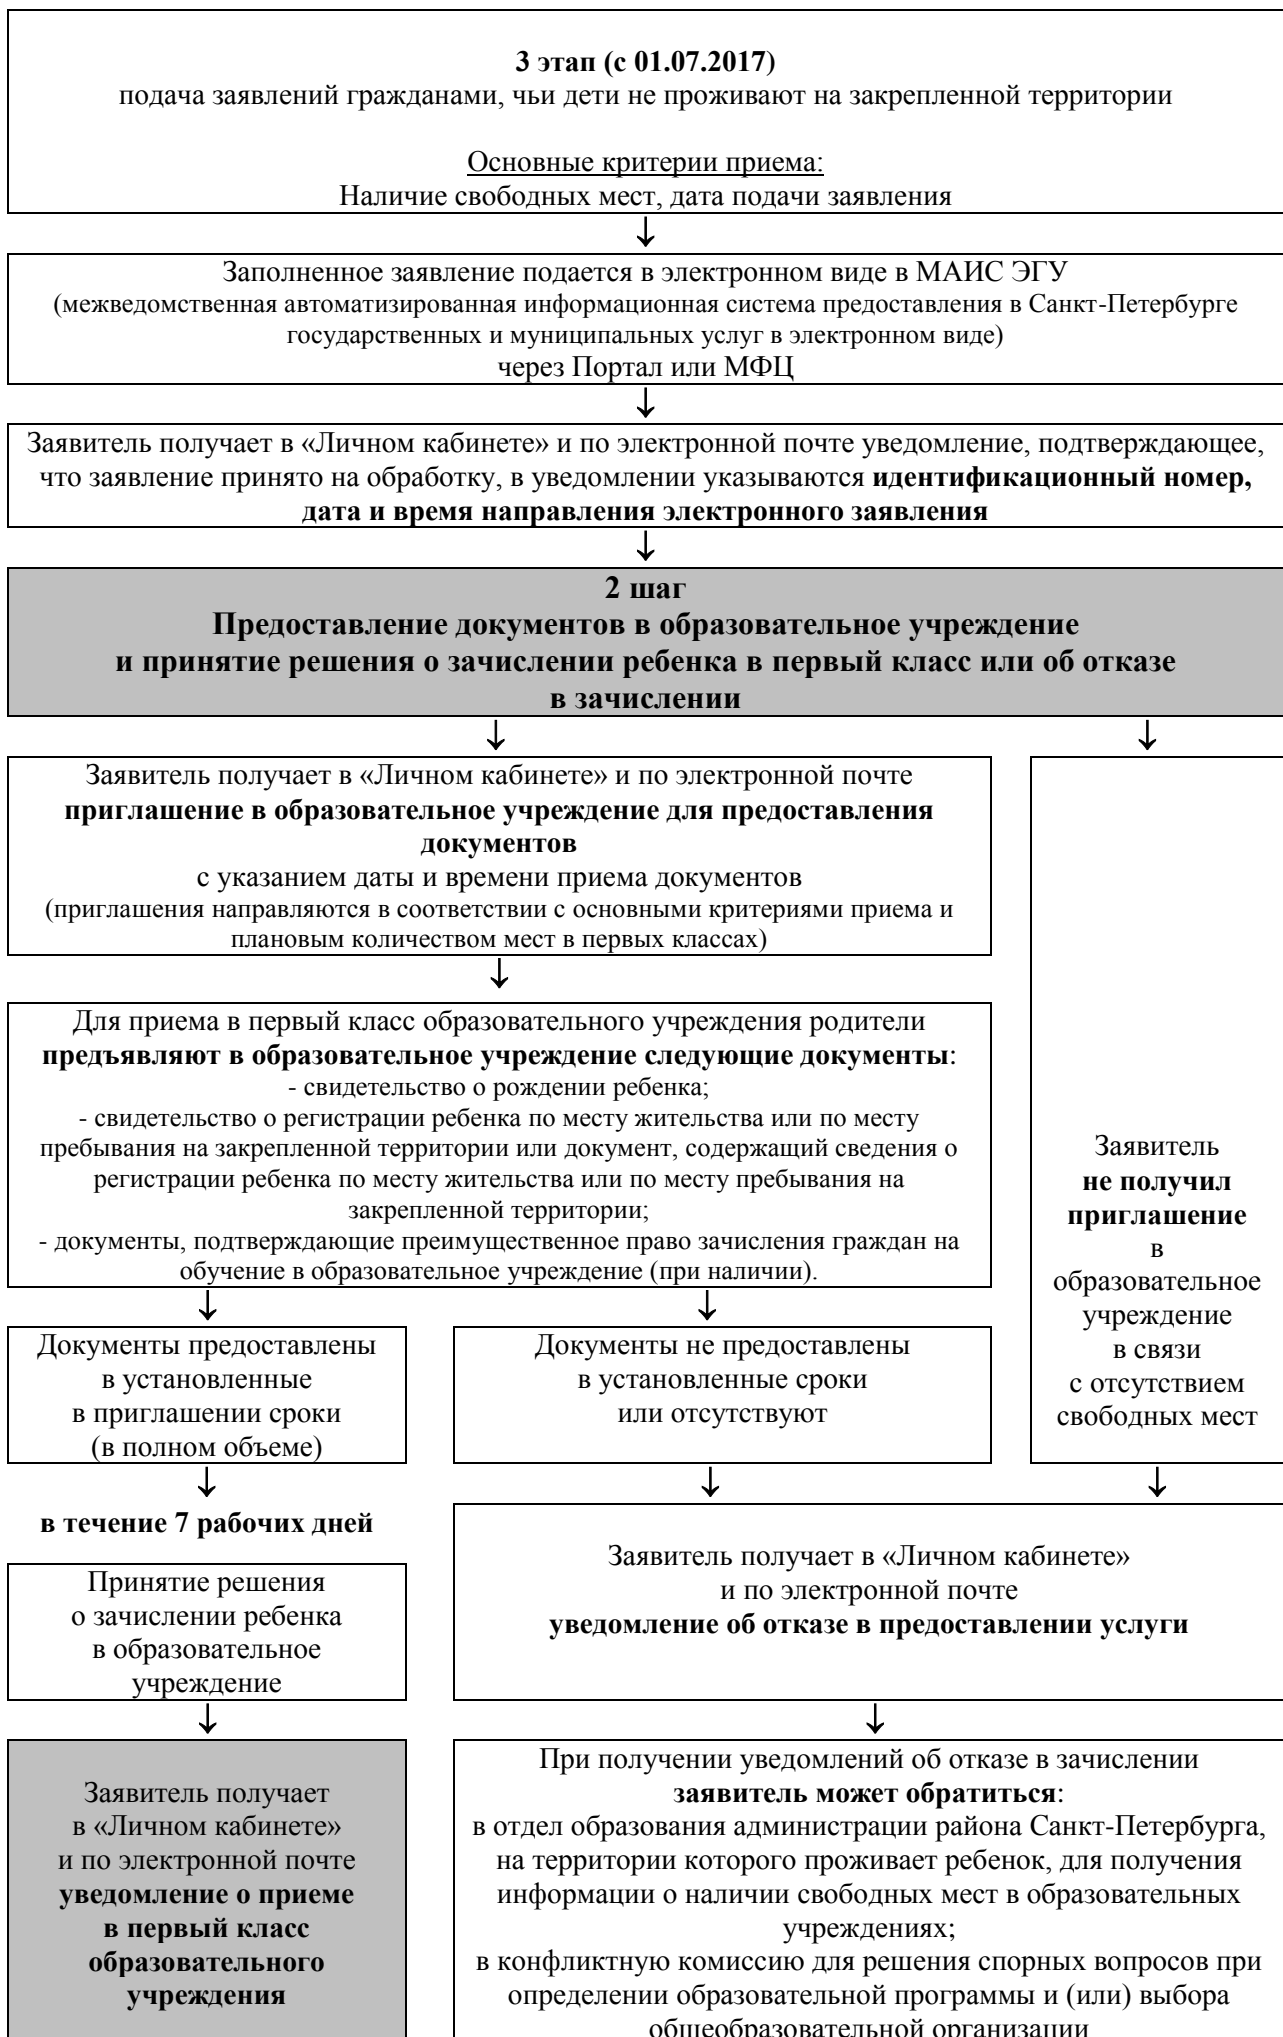 3 этап (с 01.07.2017)
подача заявлений гражданами, чьи дети не проживают на закрепленной территории
Основные критерии приема:
Наличие свободных мест, дата подачи заявления
Заполненное заявление подается в электронном виде в МАИС ЭГУ
(межведомственная автоматизированная информационная система предоставления в Санкт-Петербурге
государственных и муниципальных услуг в электронном виде)
через Портал или МФЦ
Заявитель получает в «Личном кабинете» и по электронной почте уведомление, подтверждающее,
что заявление принято на обработку, в уведомлении указываются идентификационный номер,
дата и время направления электронного заявления
2 шаг
Предоставление документов в образовательное учреждение
и принятие решения о зачислении ребенка в первый класс или об отказе
в зачислении
Заявитель получает в «Личном кабинете» и по электронной почте
приглашение в образовательное учреждение для предоставления
документов
с указанием даты и времени приема документов
(приглашения направляются в соответствии с основными критериями приема и
плановым количеством мест в первых классах)
Для приема в первый класс образовательного учреждения родители
предъявляют в образовательное учреждение следующие документы:
- свидетельство о рождении ребенка;
- свидетельство о регистрации ребенка по месту жительства или по месту
пребывания на закрепленной территории или документ, содержащий сведения о
регистрации ребенка по месту жительства или по месту пребывания на
закрепленной территории;
- документы, подтверждающие преимущественное право зачисления граждан на
обучение в образовательное учреждение (при наличии).
Заявитель
не получил
приглашение
в
образовательное
учреждение
в связи
с отсутствием
свободных мест
Документы предоставлены
в установленные
в приглашении сроки
(в полном объеме)
Документы не предоставлены
в установленные сроки
или отсутствуют
в течение 7 рабочих дней
Принятие решения
о зачислении ребенка
в образовательное
учреждение
Заявитель получает в «Личном кабинете»
и по электронной почте
уведомление об отказе в предоставлении услуги
Заявитель получает
в «Личном кабинете»
и по электронной почте
уведомление о приеме
в первый класс
образовательного
учреждения
При получении уведомлений об отказе в зачислении
заявитель может обратиться:
в отдел образования администрации района Санкт-Петербурга,
на территории которого проживает ребенок, для получения
информации о наличии свободных мест в образовательных
учреждениях;
в конфликтную комиссию для решения спорных вопросов при
определении образовательной программы и (или) выбора
общеобразовательной организации